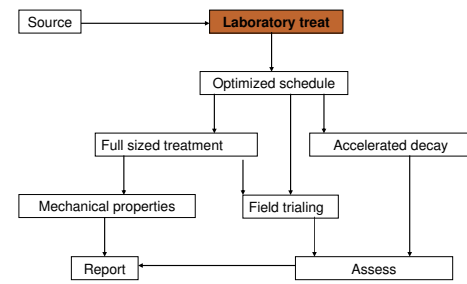 Source
Laboratory treat
Optimized schedule
Full sized treatment
Accelerated decay
Mechanical properties
Field trialing
Report
Assess